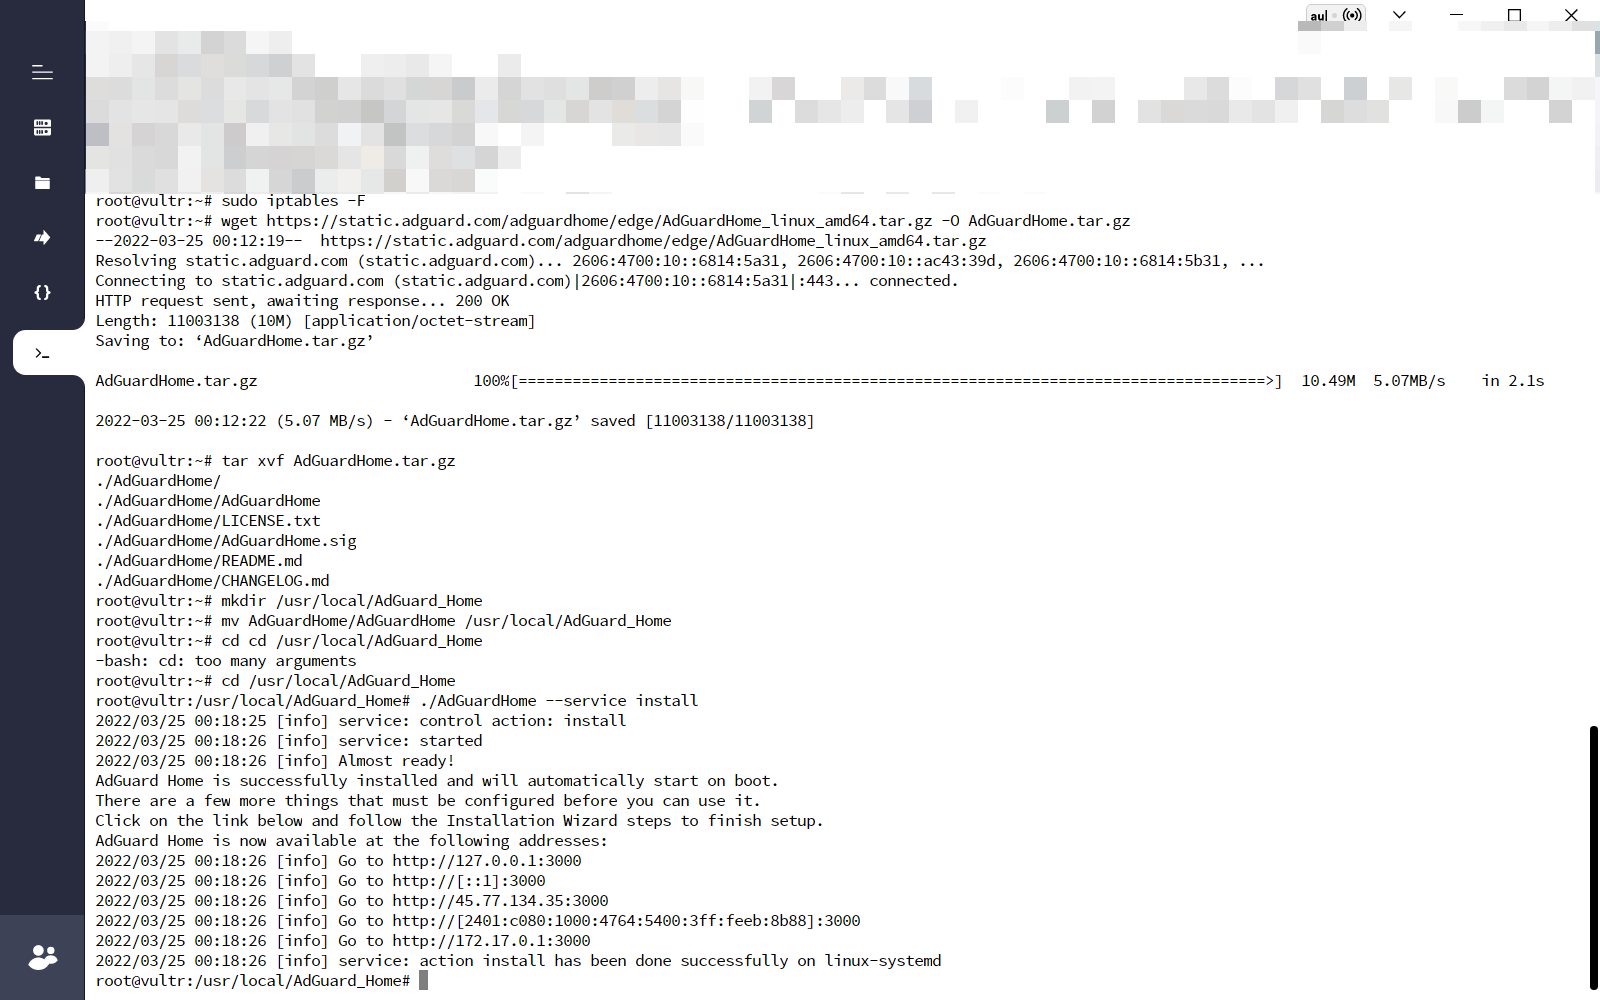 aul
root@vultr:~# sudo iptables -F
root@vultr:~# wget https://static.adguard.com/adguardhome/edge/AdGuardHome_linux_amd64.tar.gz -O AdGuardHome.tar.gz
--2022-03-25 00:12:19--  https://static.adguard.com/adguardhome/edge/AdGuardHome_linux_amd64.tar.gz
Resolving static.adguard.com (static.adguard.com)... 2606:4700:10::6814:5a31, 2606:4700:10::ac43:39d, 2606:4700:10::6814:5b31, ...
Connecting to static.adguard.com (static.adguard.com)|2606:4700:10::6814:5a31|:443... connected.
HTTP request sent, awaiting response... 200 OK
Length: 11003138 (10M) [application/octet-stream]
Saving to: ‘AdGuardHome.tar.gz’
AdGuardHome.tar.gz 100%[===================================================================================>] 10.49M 5.07MB/s in 2.1s
2022-03-25 00:12:22 (5.07 MB/s) - ‘AdGuardHome.tar.gz’ saved [11003138/11003138]
root@vultr:~# tar xvf AdGuardHome.tar.gz
./AdGuardHome/
./AdGuardHome/AdGuardHome
./AdGuardHome/LICENSE.txt
./AdGuardHome/AdGuardHome.sig
./AdGuardHome/README.md
./AdGuardHome/CHANGELOG.md
root@vultr:~# mkdir /usr/local/AdGuard_Home
root@vultr:~# mv AdGuardHome/AdGuardHome /usr/local/AdGuard_Home
root@vultr:~# cd cd /usr/local/AdGuard_Home
-bash: cd: too many arguments
root@vultr:~# cd /usr/local/AdGuard_Home
root@vultr:/usr/local/AdGuard_Home# ./AdGuardHome --service install
2022/03/25 00:18:25 [info] service: control action: install
2022/03/25 00:18:26 [info] service: started
2022/03/25 00:18:26 [info] Almost ready!
AdGuard Home is successfully installed and will automatically start on boot.
There are a few more things that must be configured before you can use it.
Click on the link below and follow the Installation Wizard steps to finish setup.
AdGuard Home is now available at the following addresses:
2022/03/25 00:18:26 [info] Go to http://127.0.0.1:3000
2022/03/25 00:18:26 [info] Go to http://[::1]:3000
2022/03/25 00:18:26 [info] Go to http://45.77.134.35:3000
2022/03/25 00:18:26 [info] Go to http://[2401:c080:1000:4764:5400:3ff:feeb:8b88]:3000
2022/03/25 00:18:26 [info] Go to http://172.17.0.1:3000
2022/03/25 00:18:26 [info] service: action install has been done successfully on linux-systemd
root@vultr:/usr/local/AdGuard_Home#